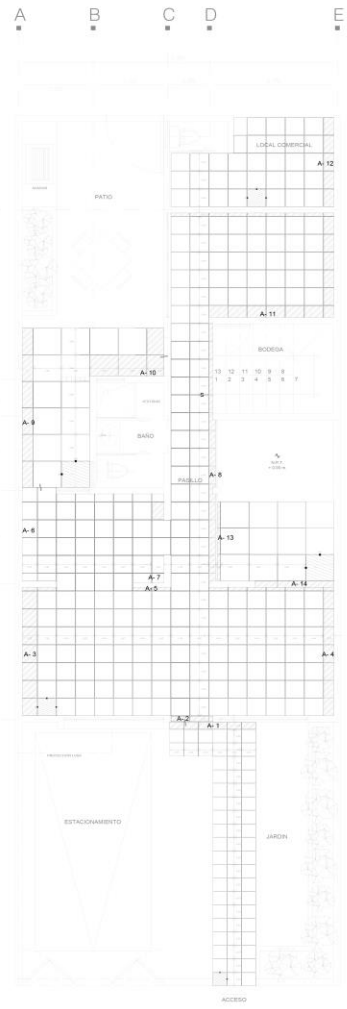 A B C D E
LOCAL COMERCIAL
A- 12
PATIO
A- 11
BODEGA
A- 10
13 12 11 10 9 8
1 2 3 4 5 6 7
S
A- 9
BAÑO
A- 8
PASILLO
N.P.T.
A- 6
A- 13
A- 7
A- 5
A- 14
A- 3
A- 4
A-2
A- 1
ESTACIONAMIENTO
JARDIN
ACCESO